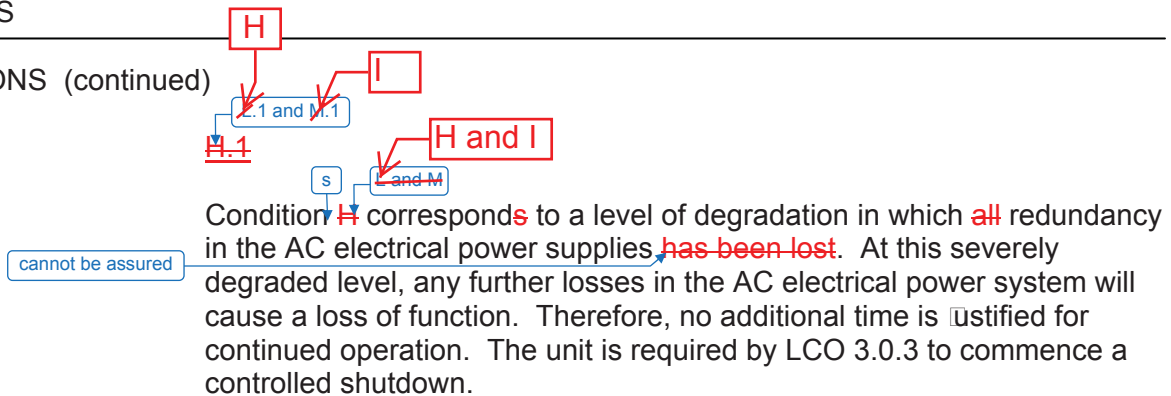 S
H
ONS (continued)
I
L.1 and M.1
H.1
H and I
s
L and M
Condition H corresponds to a level of degradation in which all redundancy
in the AC electrical power supplies has been lost. At this severely
cannot be assured
degraded level, any further losses in the AC electrical power system will
cause a loss of function. Therefore, no additional time is ustified for
continued operation. The unit is required by LCO 3.0.3 to commence a
controlled shutdown.